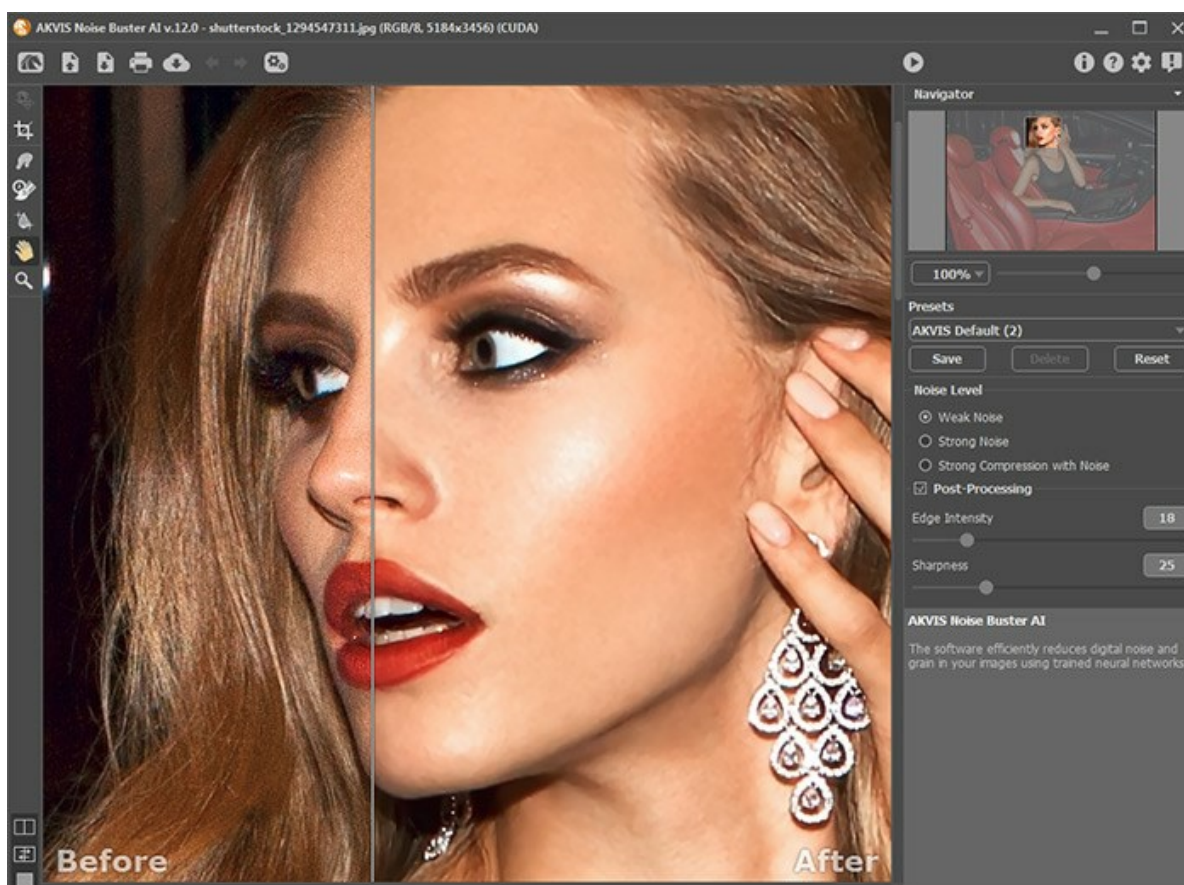 AKVIS Noise Buster AI v.12.0 - shutterstock_1294547311.jpg (RGB/8, 5184x3456) (CUDA)
Navigator
100%
Presets
AKVIS Default (2)
Save Delete Reset
Noise Level
Weak Noise
Strong Noise
Strong Compression with Noise
Post-Processing
Edge Intensity 18
Sharpness 25
AKVIS Noise Buster AI
The software efficiently reduces digital noise and
grain in your images using trained neural networks
Before After